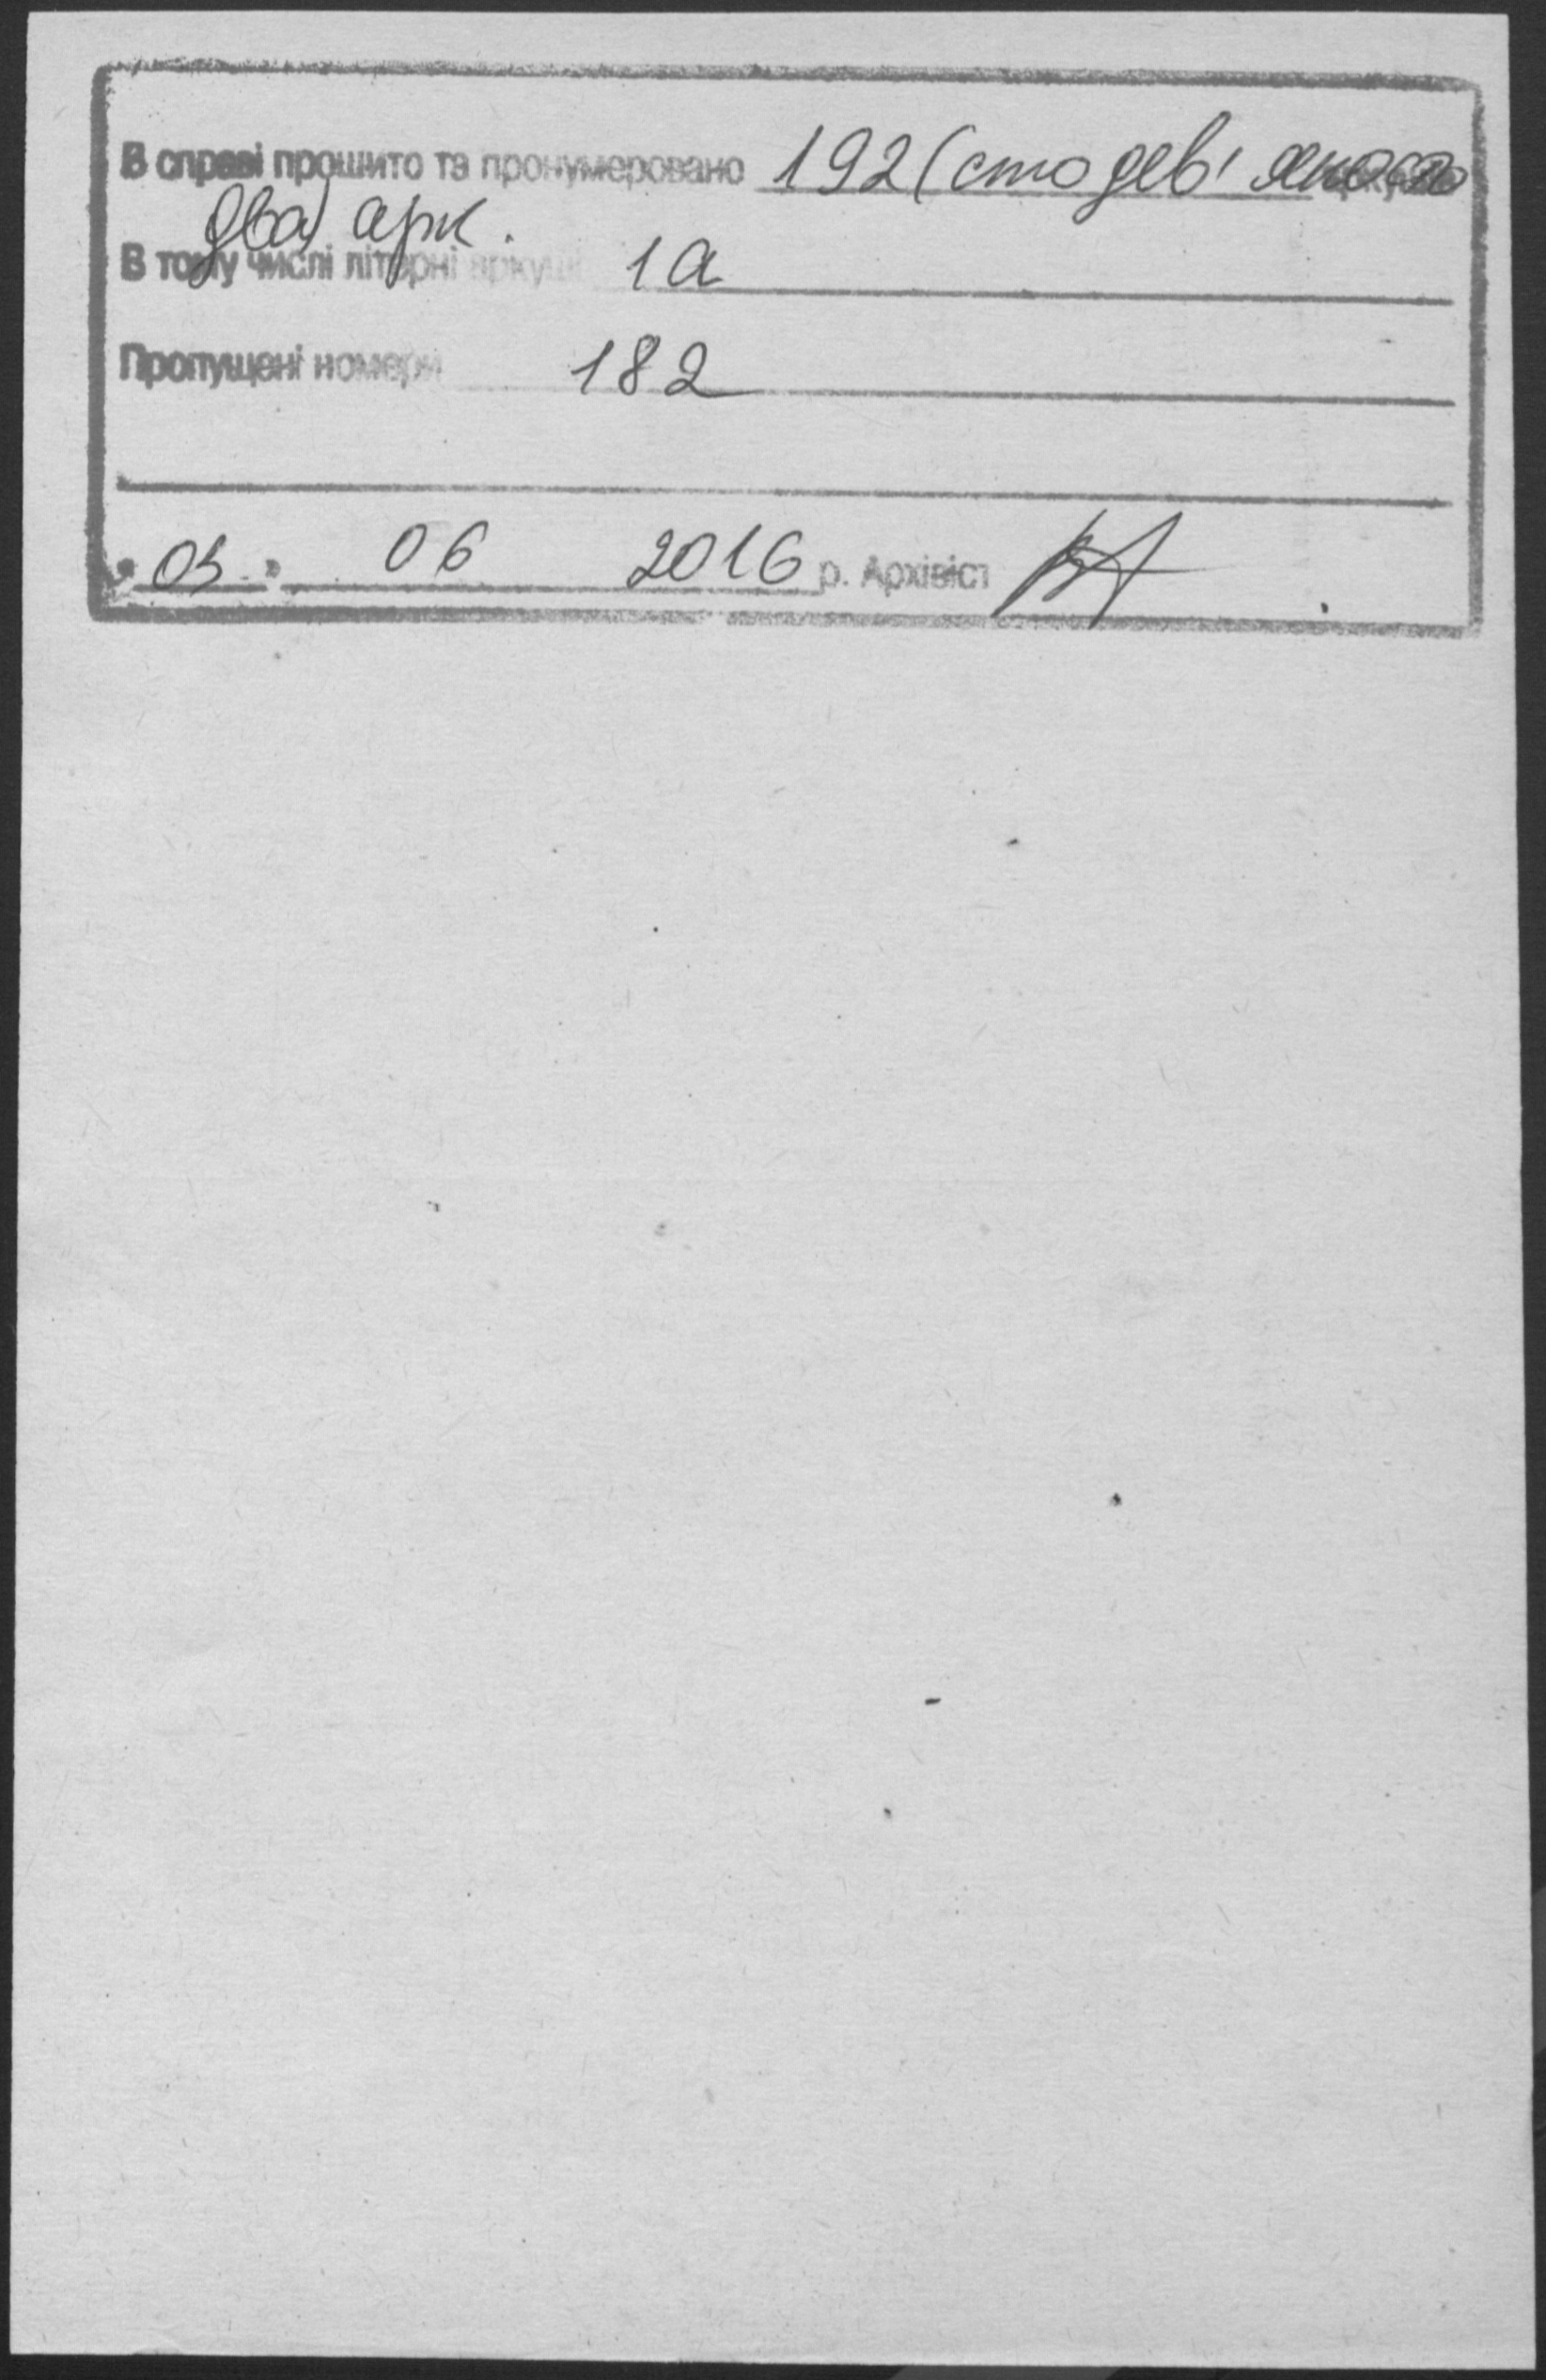 В справі прошито та пронумеровано 192 (сто дев'яносто
два) арк.
В тому числі літерні аркуші 1а
Пропущені номери 182
« 03 » 06 2016 р. Архівіст